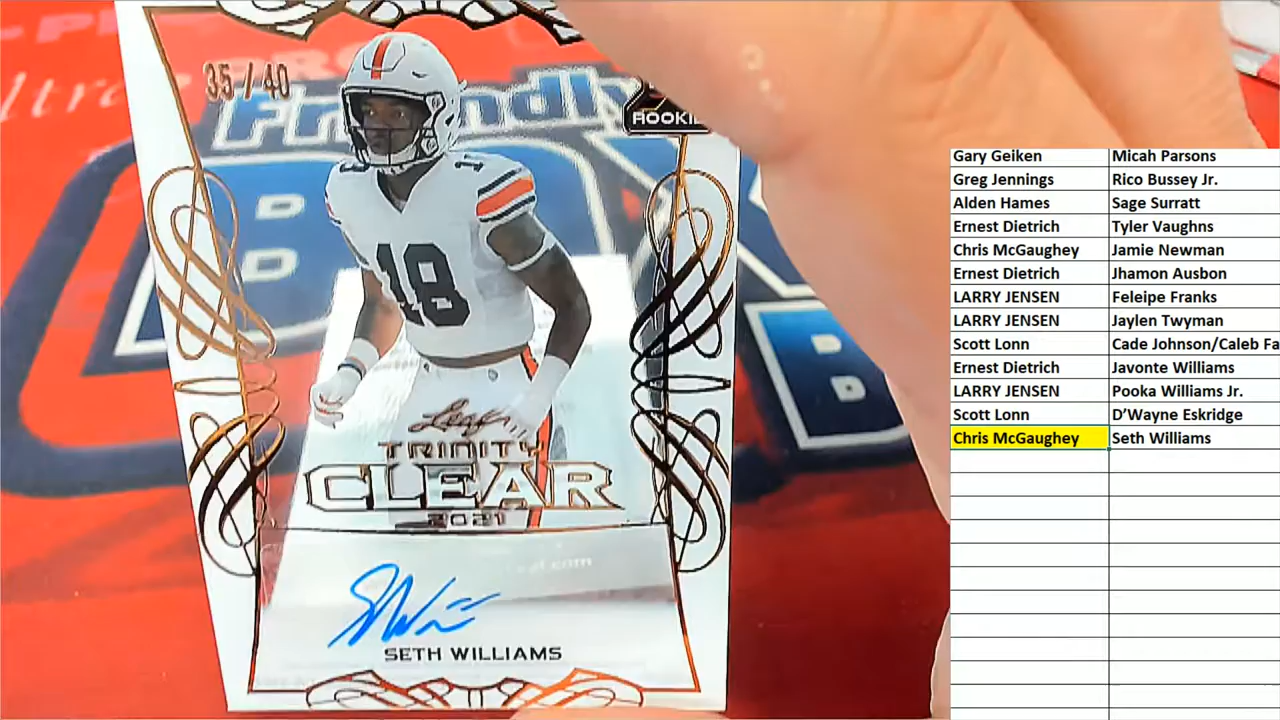 35 / 40
Friendly
ROOKIE
18
18
Leaf
TRINITY
CLEAR
2021
SETH WILLIAMS
Gary Geiken Micah Parsons
Greg Jennings Rico Bussey Jr.
Alden Hames Sage Surratt
Ernest Dietrich Tyler Vaughns
Chris McGaughey Jamie Newman
Ernest Dietrich Jhamon Ausbon
LARRY JENSEN Feleipe Franks
LARRY JENSEN Jaylen Twyman
Scott Lonn Cade Johnson/Caleb Fa
Ernest Dietrich Javonte Williams
LARRY JENSEN Pooka Williams Jr.
Scott Lonn D’Wayne Eskridge
Chris McGaughey Seth Williams